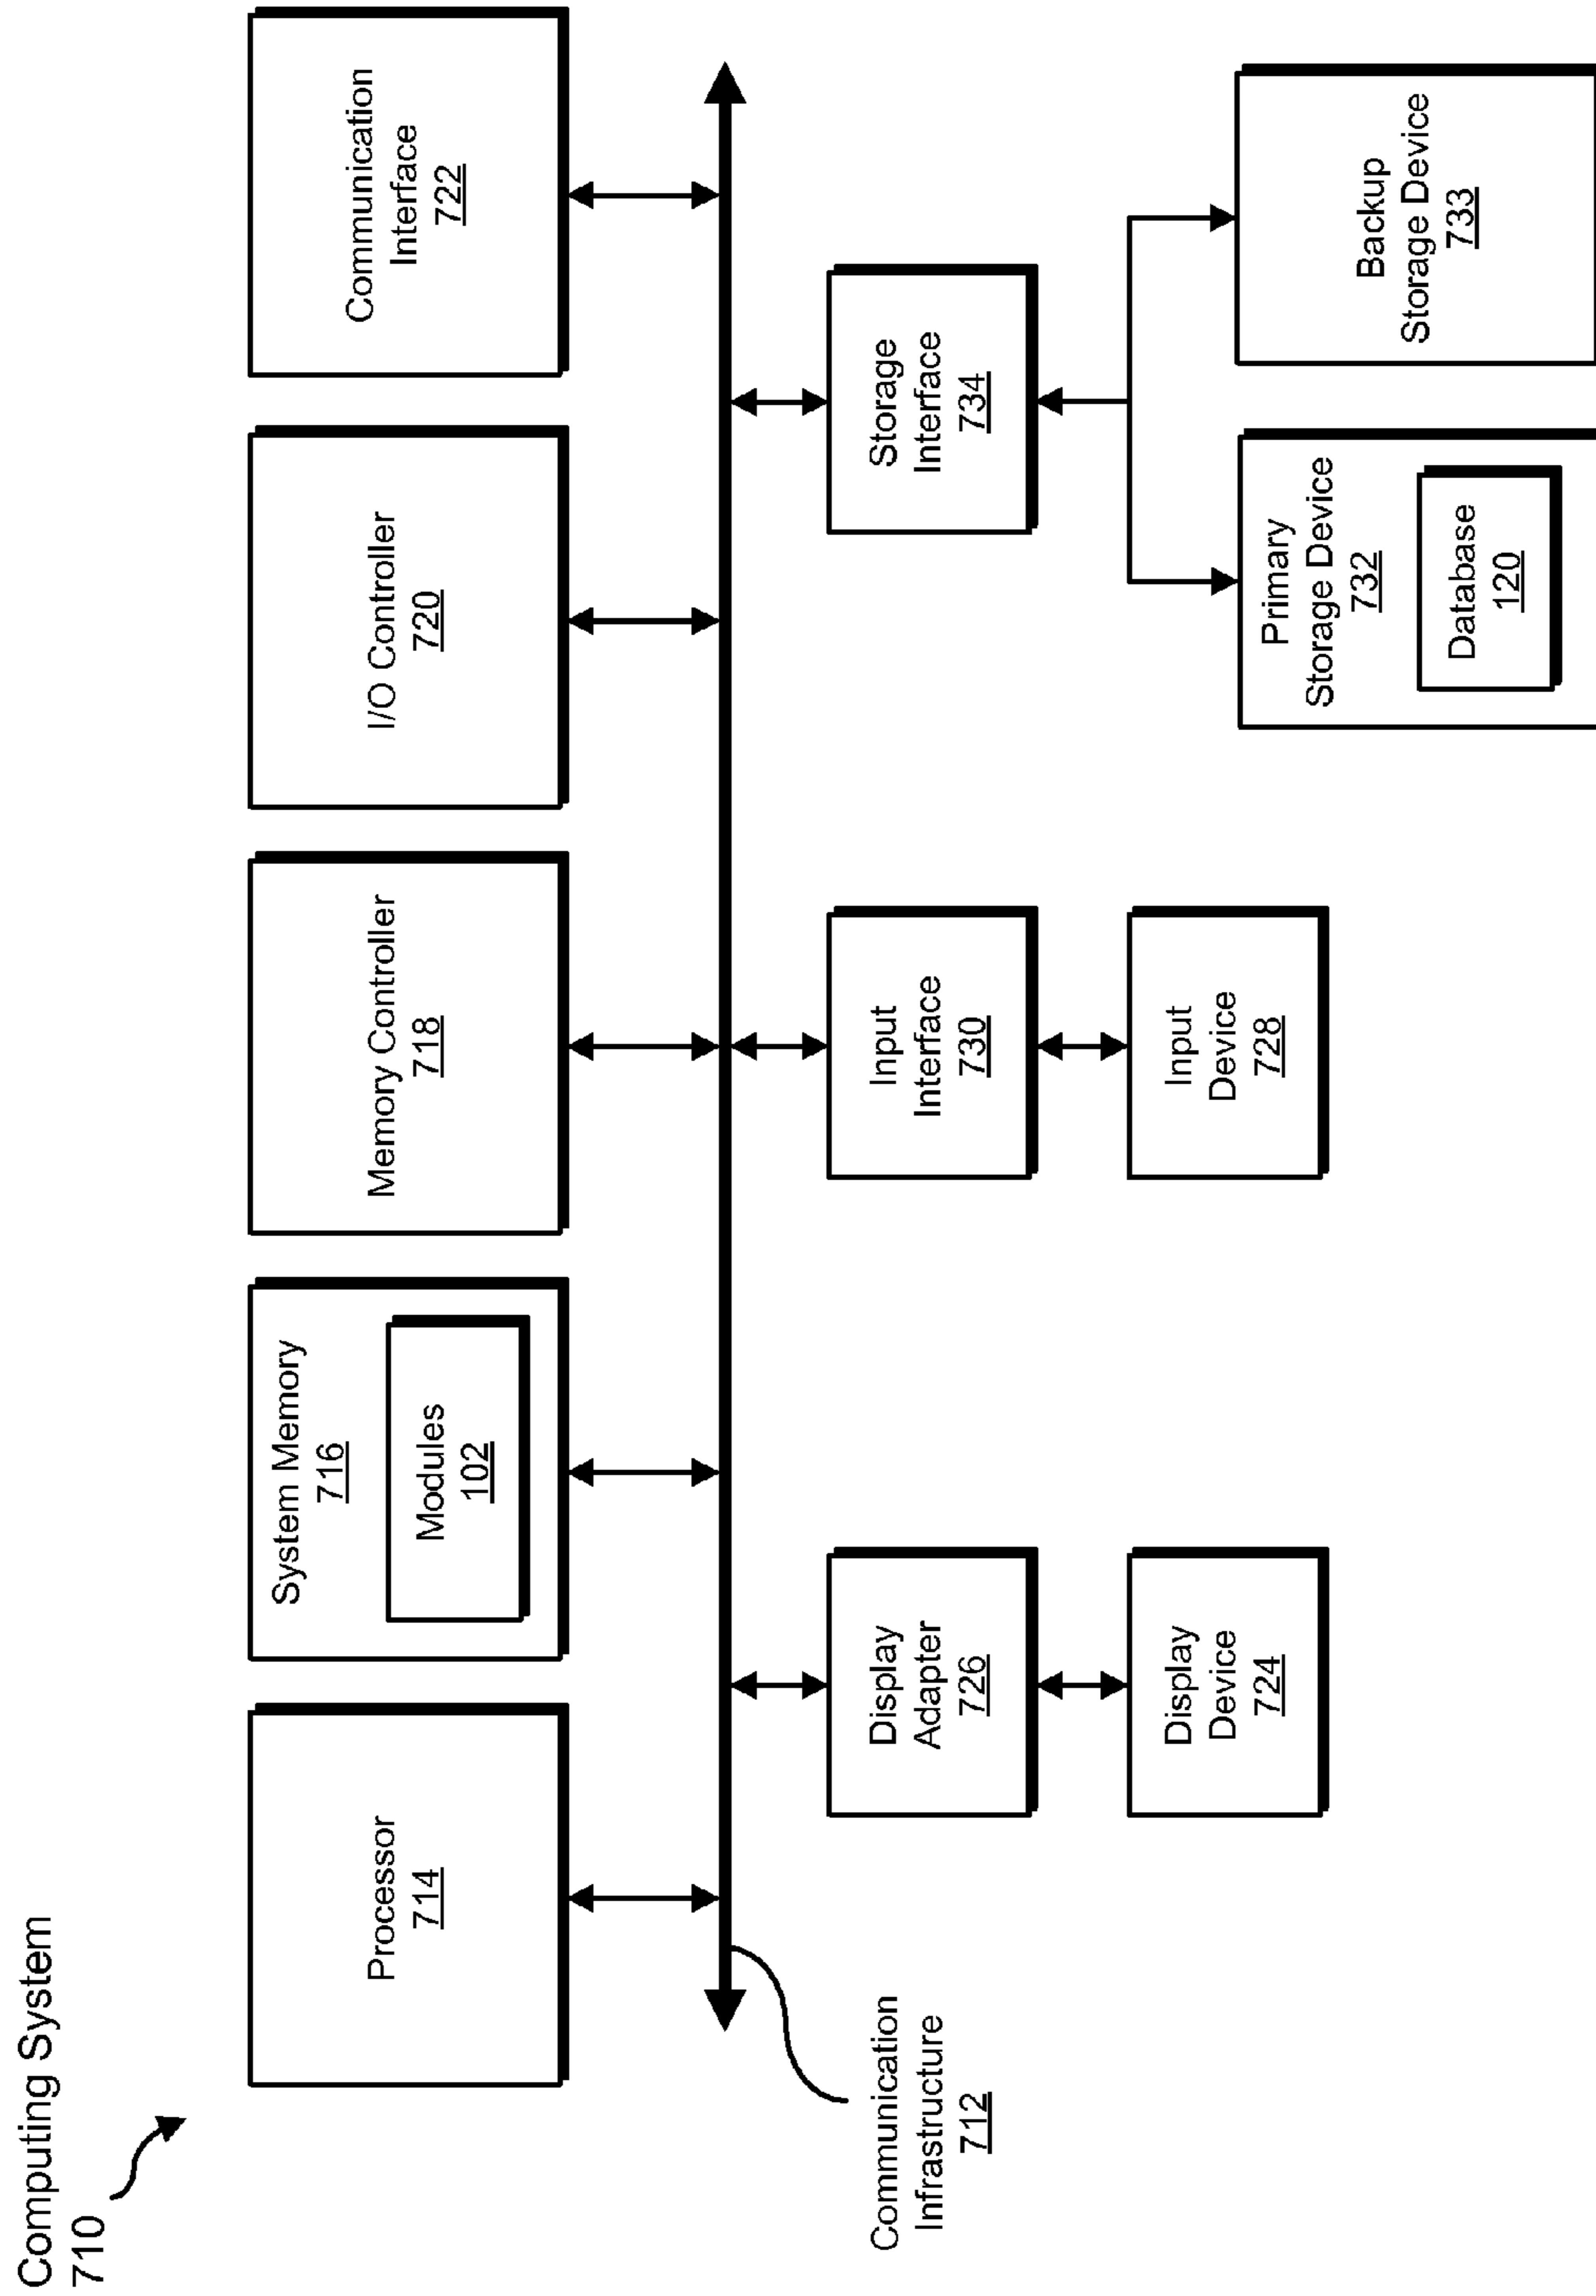 Computing System
710
Processor
714
System Memory
716
Modules
102
Memory Controller
718
I/O Controller
720
Communication
Interface
722
Communication
Infrastructure
712
Display
Adapter
726
Input
Interface
730
Storage
Interface
734
Display
Device
724
Input
Device
728
Primary
Storage Device
732
Database
120
Backup
Storage Device
733